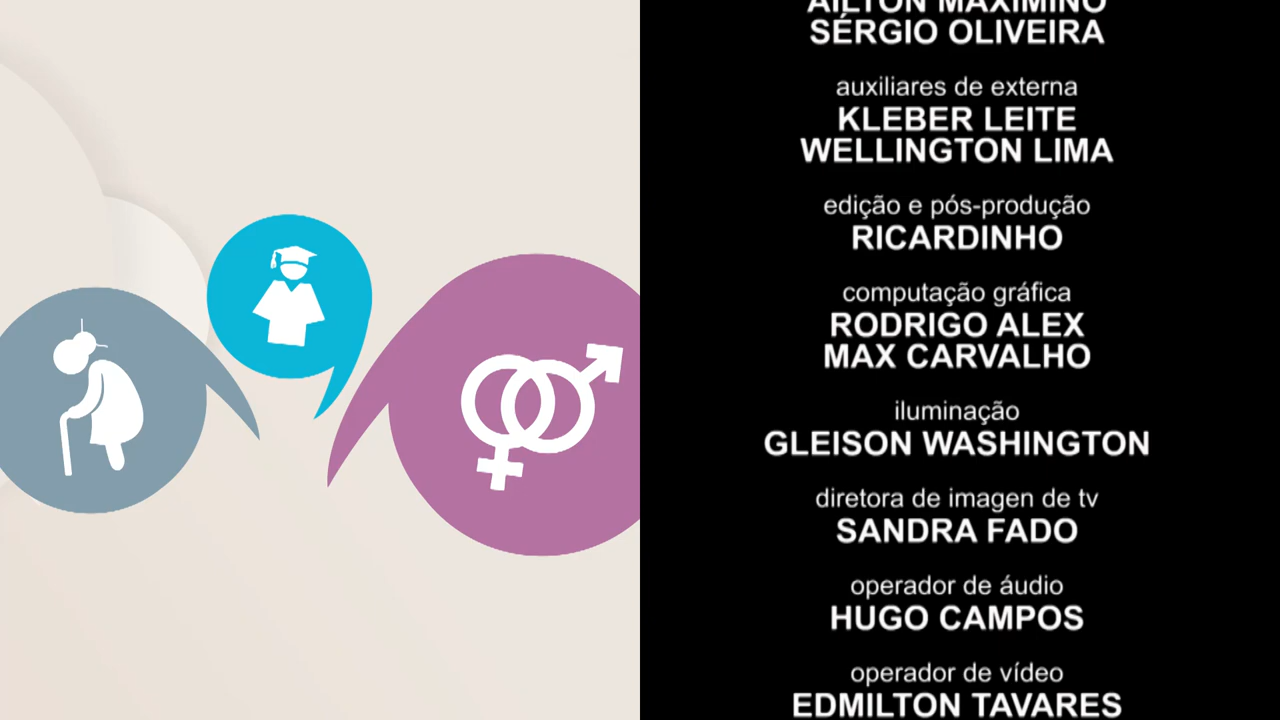 AILTON MAXIMINO
SÉRGIO OLIVEIRA
auxiliares de externa
KLEBER LEITE
WELLINGTON LIMA
edição e pós-produção
RICARDINHO
computação gráfica
RODRIGO ALEX
MAX CARVALHO
iluminação
GLEISON WASHINGTON
diretora de imagen de tv
SANDRA FADO
operador de áudio
HUGO CAMPOS
operador de vídeo
EDMILTON TAVARES